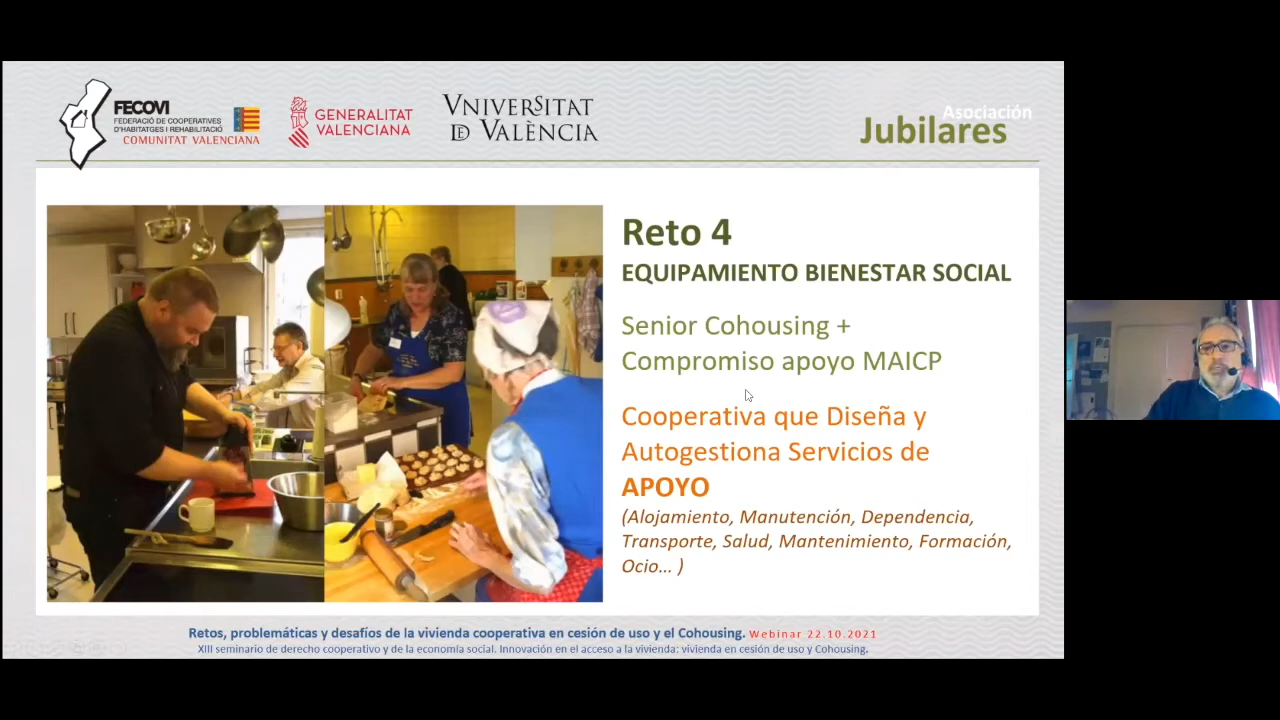 FECOVI
FEDERACIÓ DE COOPERATIVES
D'HABITATGES I REHABILITACIÓ
COMUNITAT VALENCIANA
GENERALITAT
VALENCIANA
VNIVERSITAT
DE VALÈNCIA
Asociación
Jubilares
Reto 4
EQUIPAMIENTO BIENESTAR SOCIAL
Senior Cohousing +
Compromiso apoyo MAICP
Cooperativa que Diseña y
Autogestiona Servicios de
APOYO
(Alojamiento, Manutención, Dependencia,
Transporte, Salud, Mantenimiento, Formación,
Ocio... )
Retos, problemáticas y desafíos de la vivienda cooperativa en cesión de uso y el Cohousing. Webinar 22.10.2021
XIII seminario de derecho cooperativo y de la economía social. Innovación en el acceso a la vivienda: vivienda en cesión de uso y Cohousing.